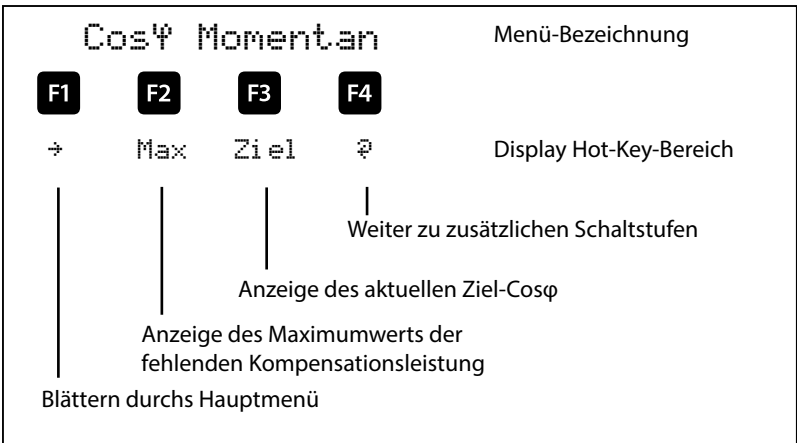 CosΨ Momentan Menü-Bezeichnung
F1 F2 F3 F4
→ Max Ziel Display Hot-Key-Bereich
Weiter zu zusätzlichen Schaltstufen
Anzeige des aktuellen Ziel-Cosφ
Anzeige des Maximumwerts der
fehlenden Kompensationsleistung
Blättern durchs Hauptmenü